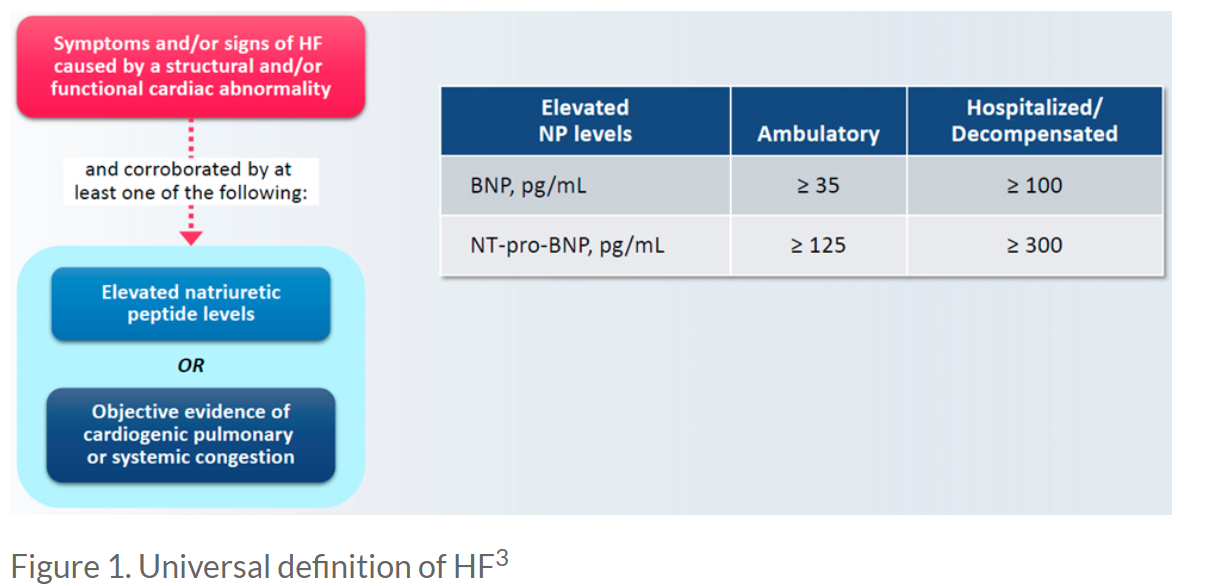 Symptoms and/or signs of HF
caused by a structural and/or
functional cardiac abnormality
and corroborated by at
least one of the following:
Elevated natriuretic
peptide levels
OR
Objective evidence of
cardiogenic pulmonary
or systemic congestion
Elevated
NP levels
Ambulatory
Hospitalized/
Decompensated
BNP, pg/mL
≥ 35
≥ 100
NT-pro-BNP, pg/mL
≥ 125
≥ 300
Figure 1. Universal definition of HF³